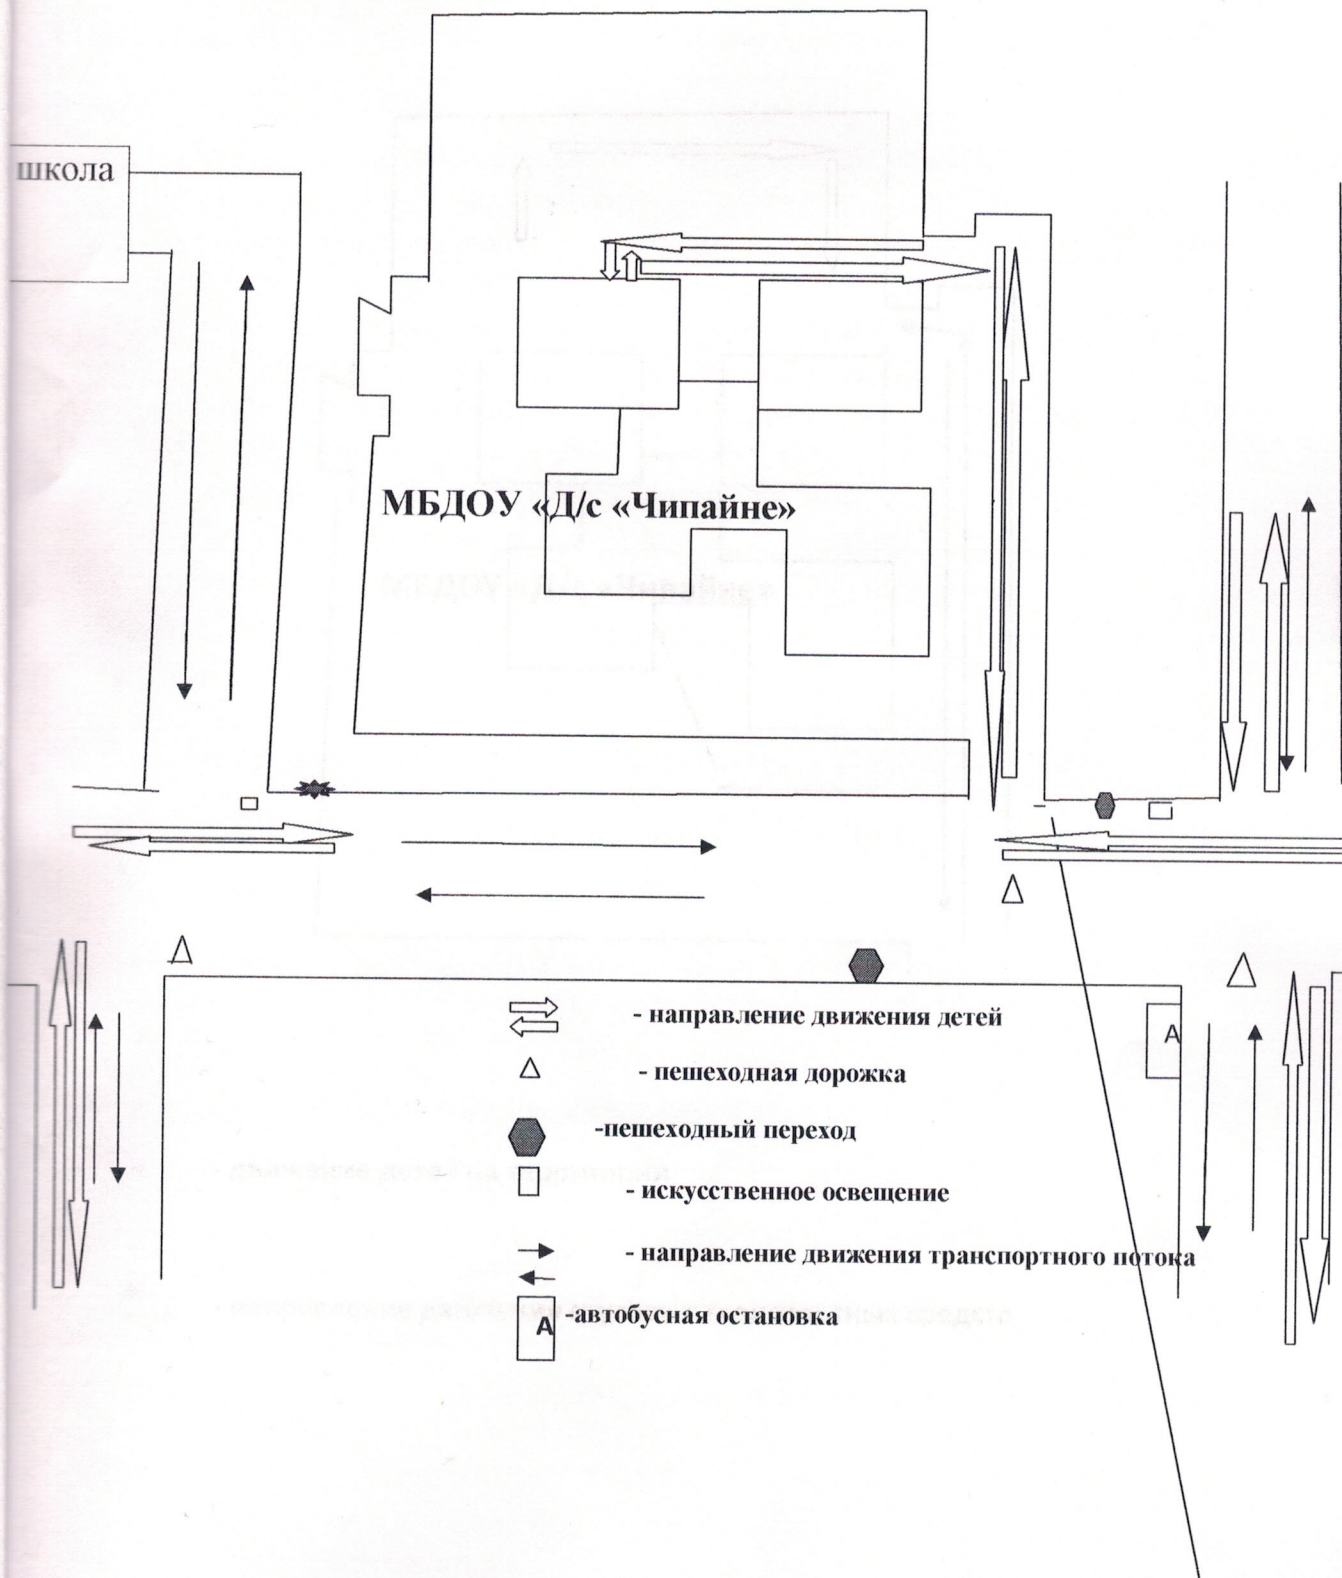 школа
МБДОУ «Д/с «Чипайне»
- направление движения детей
- пешеходная дорожка
-пешеходный переход
- искусственное освещение
- направление движения транспортного потока
А -автобусная остановка
А